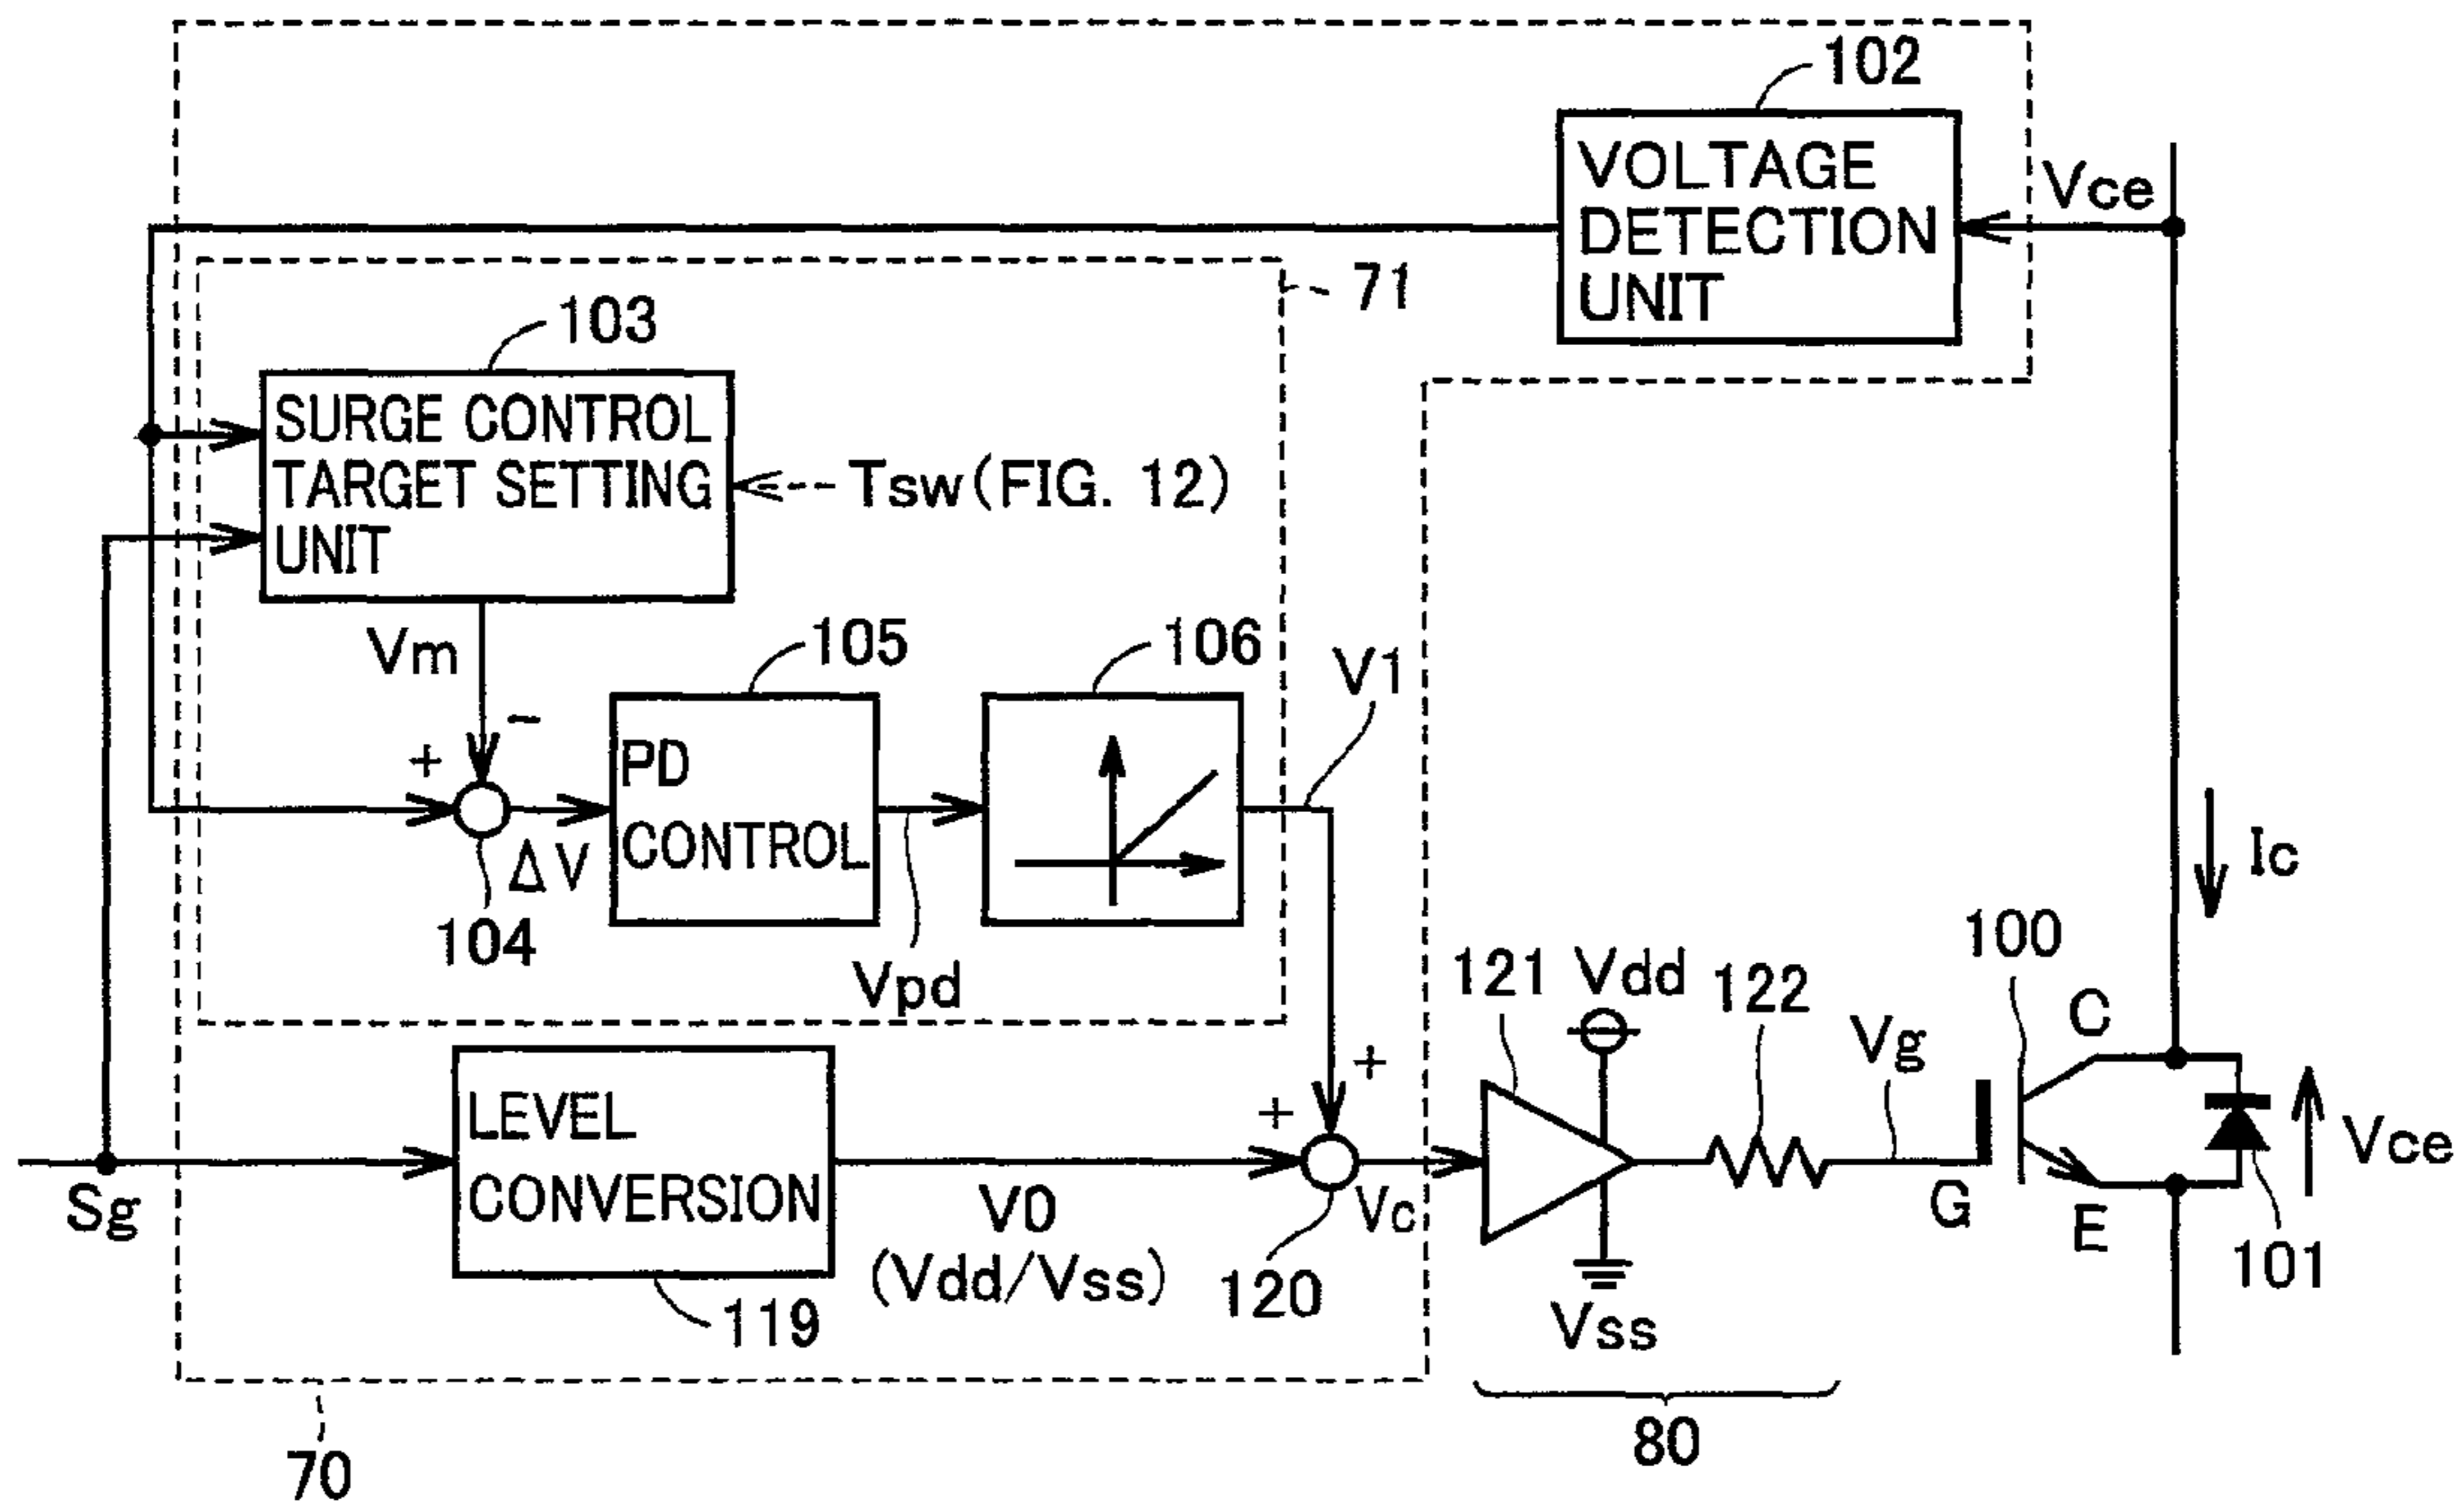 102
VOLTAGE
DETECTION
UNIT
Vce
71
103
SURGE CONTROL
TARGET SETTING
UNIT
Tsw(FIG. 12)
Vm
105
106
V1
-
+
PD
CONTROL
ΔV
104
Vpd
Ic
100
121
Vdd
122
Vg
C
+
LEVEL
CONVERSION
+
Sg
V0
(Vdd/Vss)
Vc
120
119
G
E
Vce
101
Vss
80
70